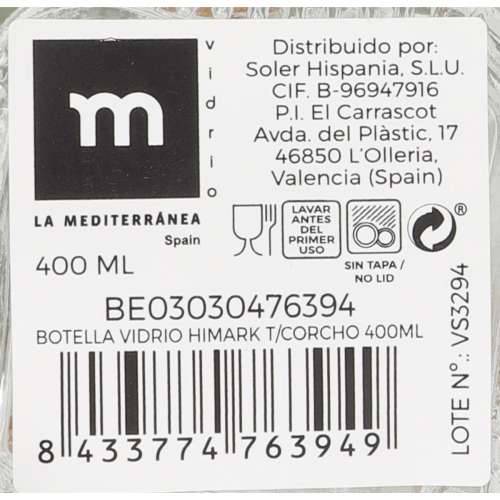 m
vidrio
LA MEDITERRÁNEA
Spain
400 ML
Distribuido por:
Soler Hispania, S.L.U.
CIF. B-96947916
P.I. El Carrascot
Avda. del Plàstic, 17
46850 L'Olleria,
Valencia (Spain)
LAVAR
ANTES
DEL
PRIMER
USO
SIN TAPA/
NO LID
®
BE03030476394
BOTELLA VIDRIO HIMARK T/CORCHO 400ML
8 433774 763949
LOTE Nº.: VS3294